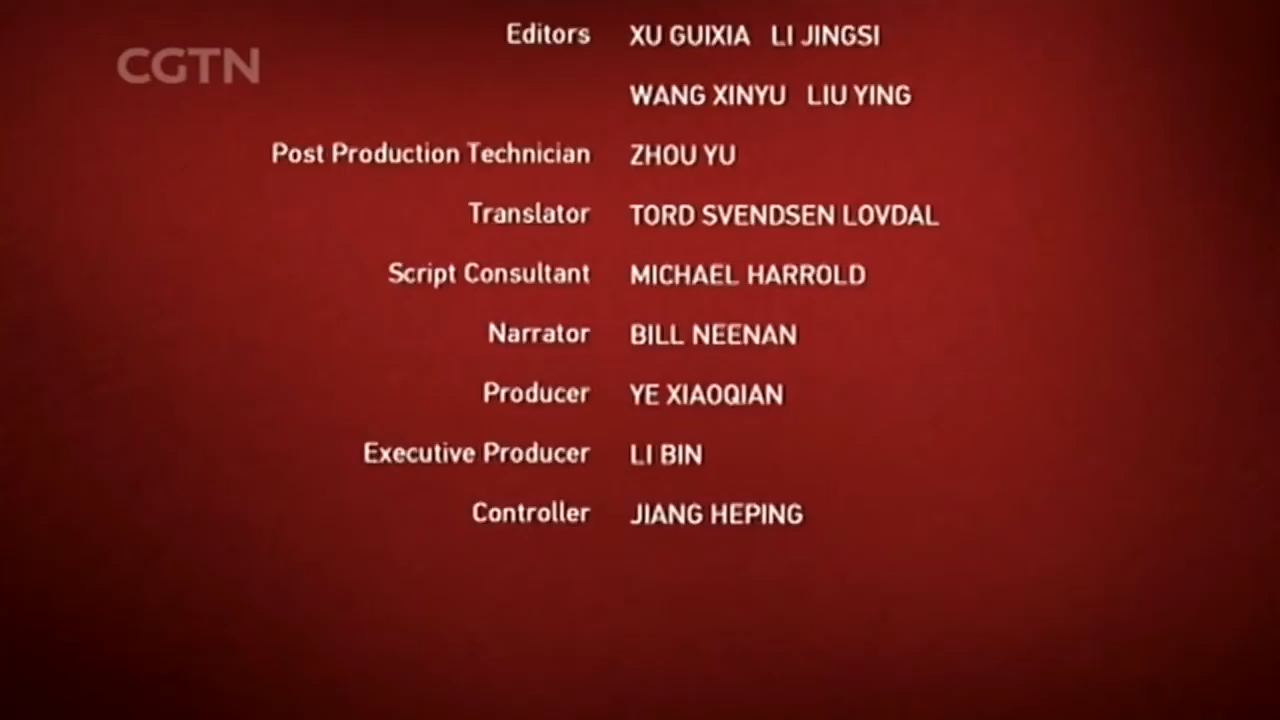 CGTN
Editors XU GUIXIA LI JINGSI
WANG XINYU LIU YING
Post Production Technician ZHOU YU
Translator TORD SVENDSEN LOVDAL
Script Consultant MICHAEL HARROLD
Narrator BILL NEENAN
Producer YE XIAOQIAN
Executive Producer LI BIN
Controller JIANG HEPING